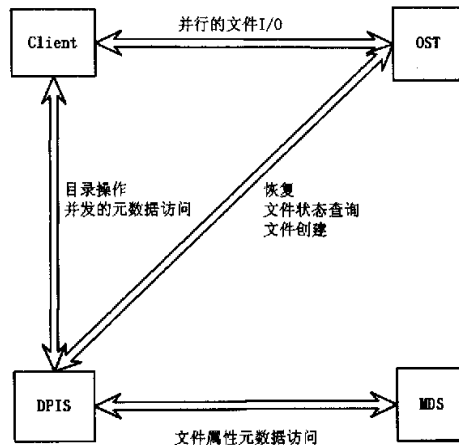 并行的文件I/O
Client
OST
目录操作
并发的元数据访问
恢复
文件状态查询
文件创建
DPIS
MDS
文件属性元数据访问